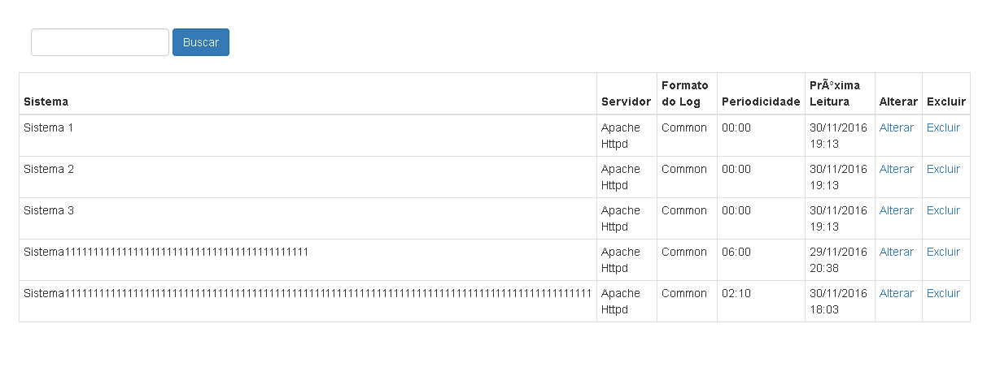 Buscar
Sistema Servidor Formato do Log Periodicidade PrÃ³xima Leitura Alterar Excluir
Sistema 1 Apache Httpd Common 00:00 30/11/2016 19:13 Alterar Excluir
Sistema 2 Apache Httpd Common 00:00 30/11/2016 19:13 Alterar Excluir
Sistema 3 Apache Httpd Common 00:00 30/11/2016 19:13 Alterar Excluir
Sistema1111111111111111111111111111111111111111111 Apache Httpd Common 06:00 29/11/2016 20:38 Alterar Excluir
Sistema111111111111111111111111111111111111111111111111111111111111111111111111111111111111111111111 Apache Httpd Common 02:10 30/11/2016 18:03 Alterar Excluir